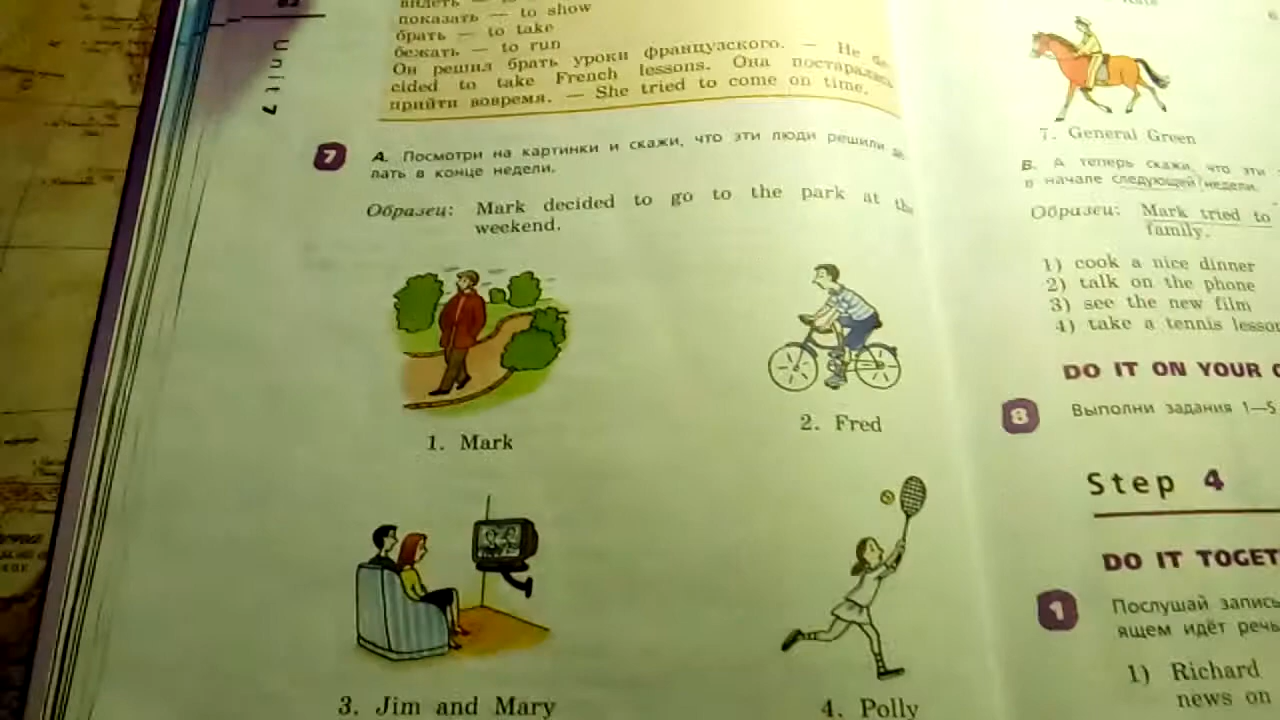 показать — to show
брать — to take
бежать — to run
Он решил брать уроки французского. — He de-
cided to take French lessons. Она постаралась
прийти вовремя. — She tried to come on time.
Unit 7
7 А. Посмотри на картинки и скажи, что эти люди решили де-
лать в конце недели.
Образец: Mark decided to go to the park at the
weekend.
1. Mark
2. Fred
3. Jim and Mary
4. Polly
7. General Green
В. А теперь скажи, что эти
в начале следующей недели.
Образец: Mark tried to
family.
1) cook a nice dinner
2) talk on the phone
3) see the new film
4) take a tennis lesso
DO IT ON YOUR
8 Выполни задания 1—5
Step 4
DO IT TOGET
1 Послушай запись
ящем идёт речь
1) Richard
news on